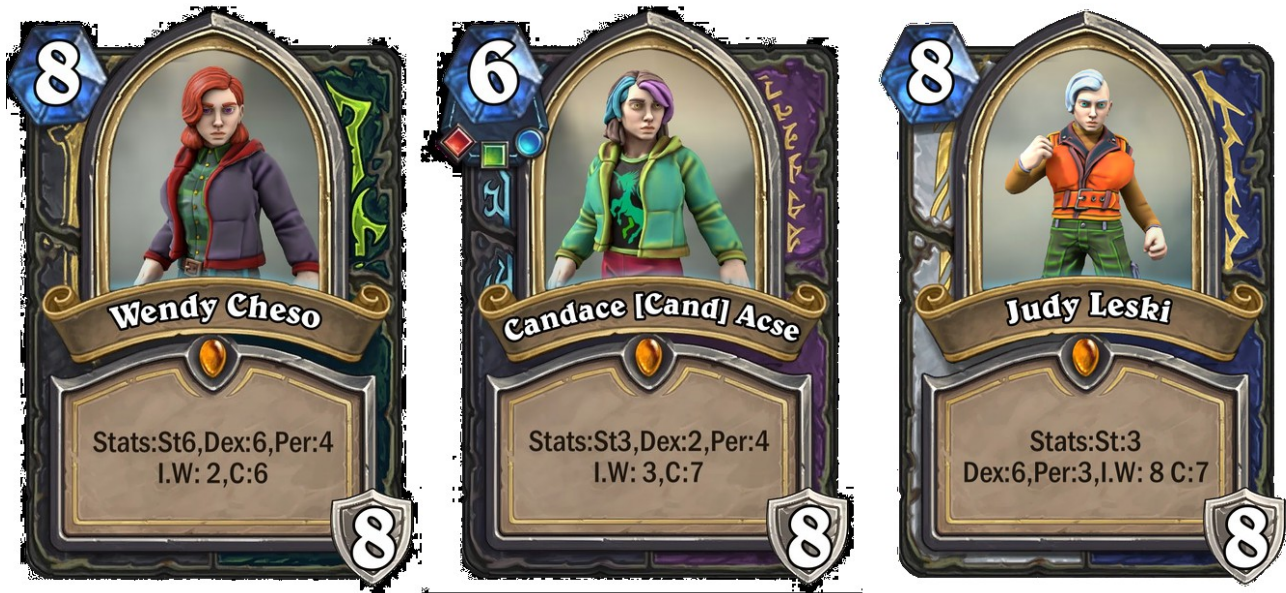 8
Wendy Cheso
Stats:St6,Dex:6,Per:4
I.W: 2,C:6
8
6
Candace [Cand] Acse
Stats:St3,Dex:2,Per:4
I.W: 3,C:7
8
8
Judy Leski
Stats:St:3
Dex:6,Per:3,I.W: 8 C:7
8